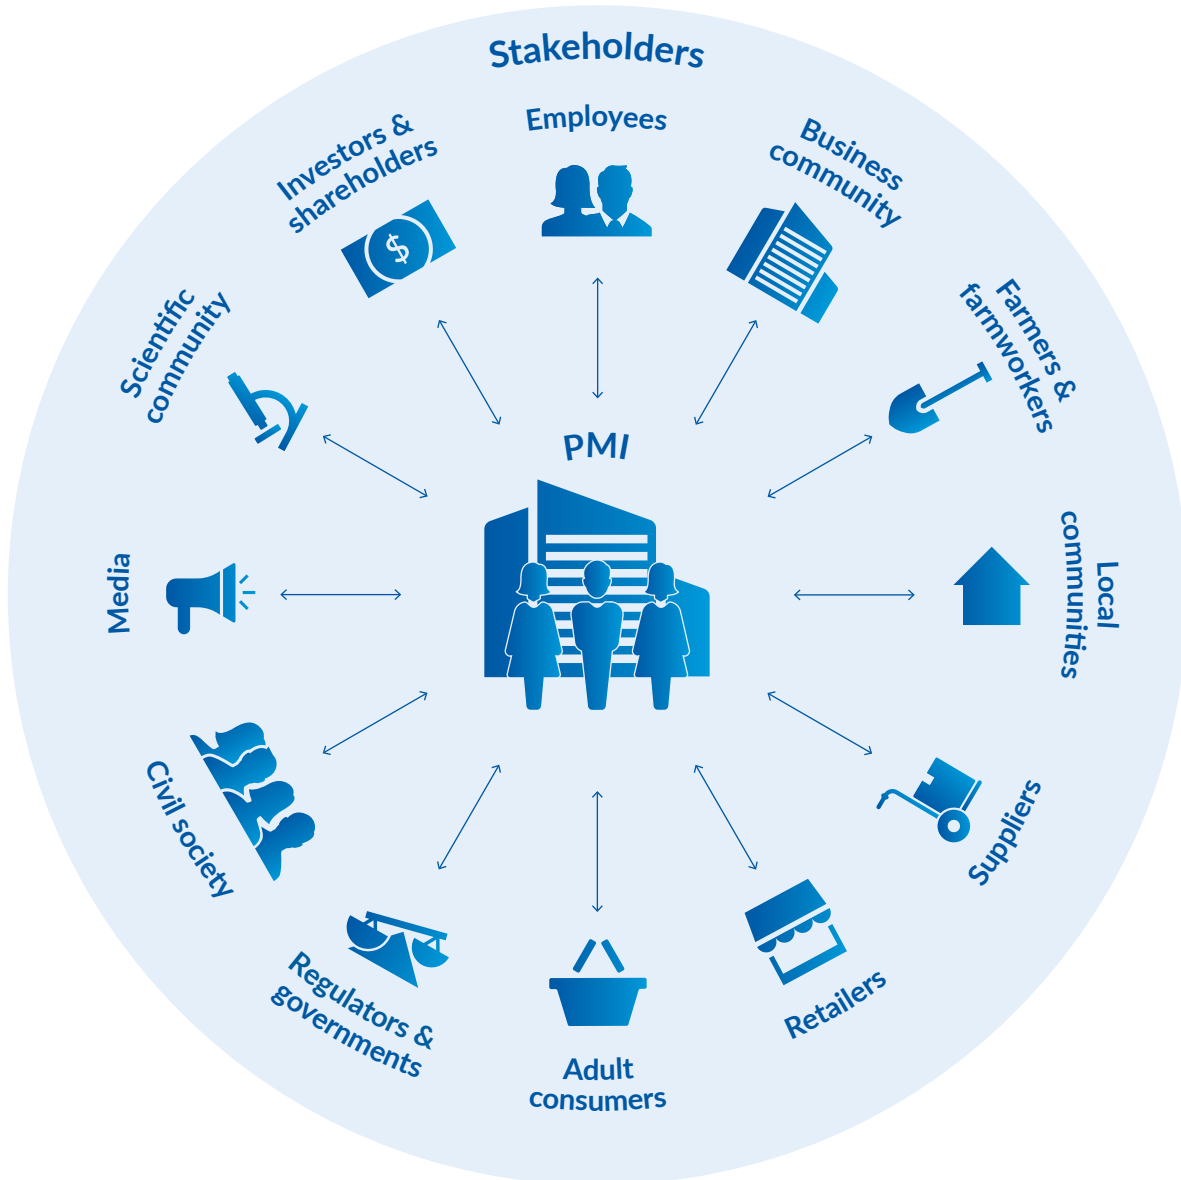 Stakeholders
Employees
Business
community
Farmers &
farmworkers
Local
communities
Suppliers
Retailers
Adult
consumers
Regulators &
governments
Civil society
Media
Scientific
community
Investors &
shareholders
$
PMI